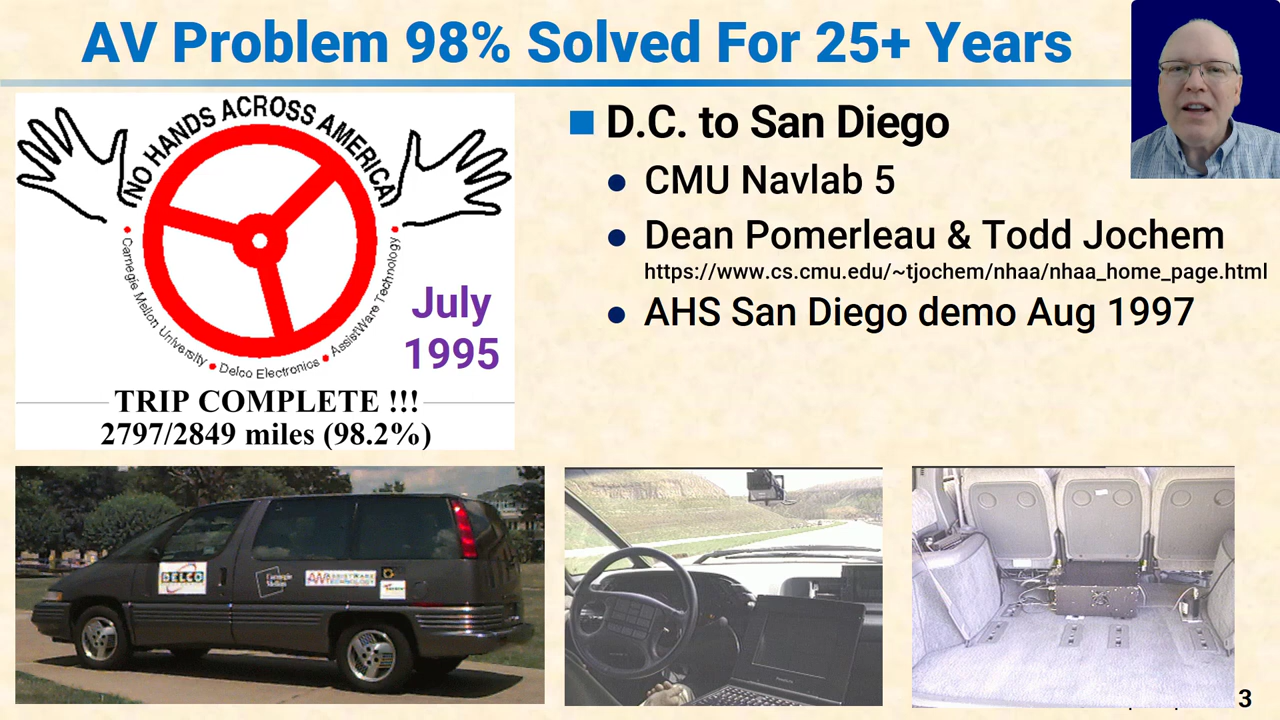 AV Problem 98% Solved For 25+ Years
NO HANDS ACROSS AMERICA
Carnegie Mellon University • Delco Electronics • AssistWare Technology
July
1995
TRIP COMPLETE !!!
2797/2849 miles (98.2%)
D.C. to San Diego
CMU Navlab 5
Dean Pomerleau & Todd Jochem
https://www.cs.cmu.edu/~tjochem/nhaa/nhaa_home_page.html
AHS San Diego demo Aug 1997
DELCO
Carnegie
Mellon
ASSISTWARE
TECHNOLOGY
3